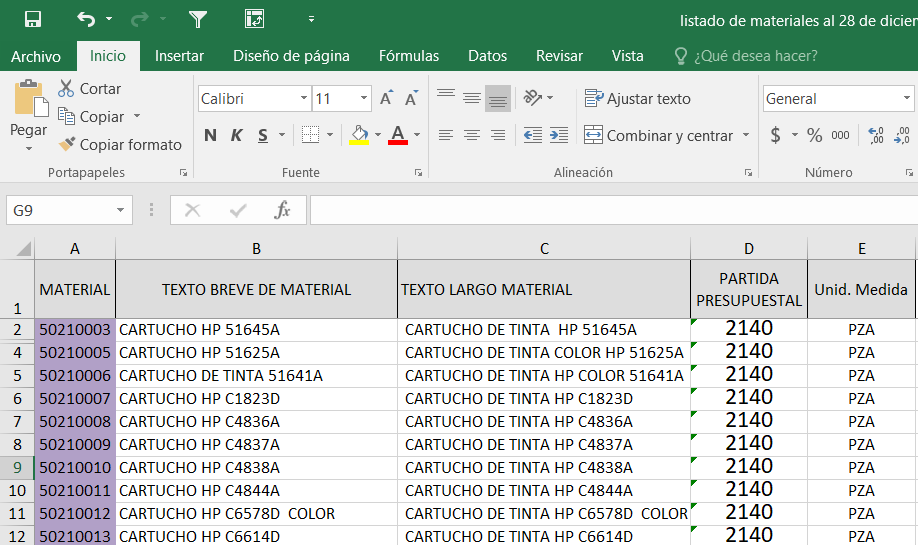 listado de materiales al 28 de dicien
Archivo Inicio Insertar Diseño de página Fórmulas Datos Revisar Vista ¿Qué desea hacer?
Pegar
Cortar
Copiar
Copiar formato
Portapapeles
Calibri 11 A A
N K S A
Fuente
Ajustar texto
Combinar y centrar
Alineación
General
$ % 000 ,00 ,00
Número
G9 fx
A B C D E
1 MATERIAL TEXTO BREVE DE MATERIAL TEXTO LARGO MATERIAL PARTIDA PRESUPUESTAL Unid. Medida
2 50210003 CARTUCHO HP 51645A CARTUCHO DE TINTA  HP 51645A 2140 PZA
4 50210005 CARTUCHO HP 51625A CARTUCHO DE TINTA COLOR HP 51625A 2140 PZA
5 50210006 CARTUCHO DE TINTA 51641A CARTUCHO DE TINTA HP COLOR 51641A 2140 PZA
6 50210007 CARTUCHO HP C1823D CARTUCHO DE TINTA HP C1823D 2140 PZA
7 50210008 CARTUCHO HP C4836A CARTUCHO DE TINTA HP C4836A 2140 PZA
8 50210009 CARTUCHO HP C4837A CARTUCHO DE TINTA HP C4837A 2140 PZA
9 50210010 CARTUCHO HP C4838A CARTUCHO DE TINTA HP C4838A 2140 PZA
10 50210011 CARTUCHO HP C4844A CARTUCHO DE TINTA HP C4844A 2140 PZA
11 50210012 CARTUCHO HP C6578D  COLOR CARTUCHO DE TINTA HP C6578D  COLOR 2140 PZA
12 50210013 CARTUCHO HP C6614D CARTUCHO DE TINTA HP C6614D 2140 PZA